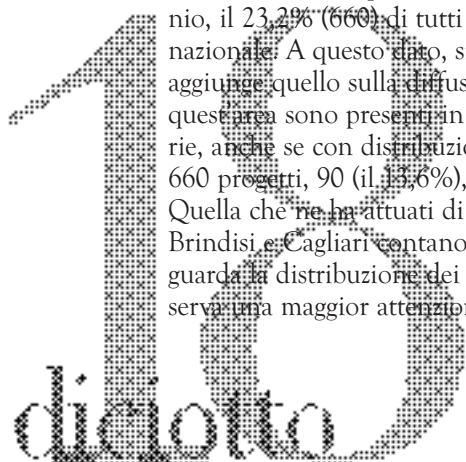 nio, il 23,2% (660) di tutti
nazionale. A questo dato, s
aggiunge quello sulla diffus
quest'area sono presenti in
rie, anche se con distribuzio
660 progetti, 90 (il 13,6%),
Quella che ne ha attuati di
Brindisi e Cagliari contano
guarda la distribuzione dei
serva una maggior attenzio
18
diciotto